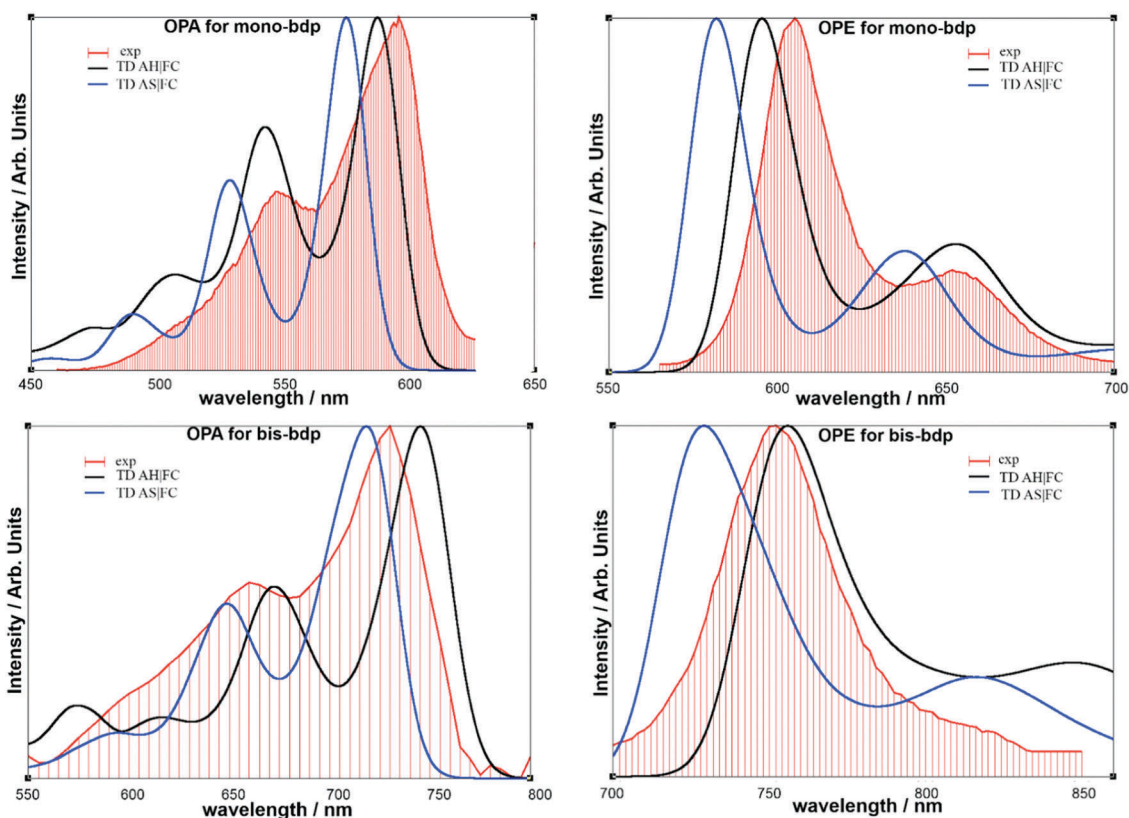 OPA for mono-bdp
exp
TD AH|FC
TD AS|FC
Intensity / Arb. Units
450 500 550 600 650
wavelength / nm
OPE for mono-bdp
exp
TD AH|FC
TD AS|FC
Intensity / Arb. Units
550 600 650 700
wavelength / nm
OPA for bis-bdp
exp
TD AH|FC
TD AS|FC
Intensity / Arb. Units
550 600 650 700 750 800
wavelength / nm
OPE for bis-bdp
exp
TD AH|FC
TD AS|FC
Intensity / Arb. Units
700 750 800 850
wavelength / nm